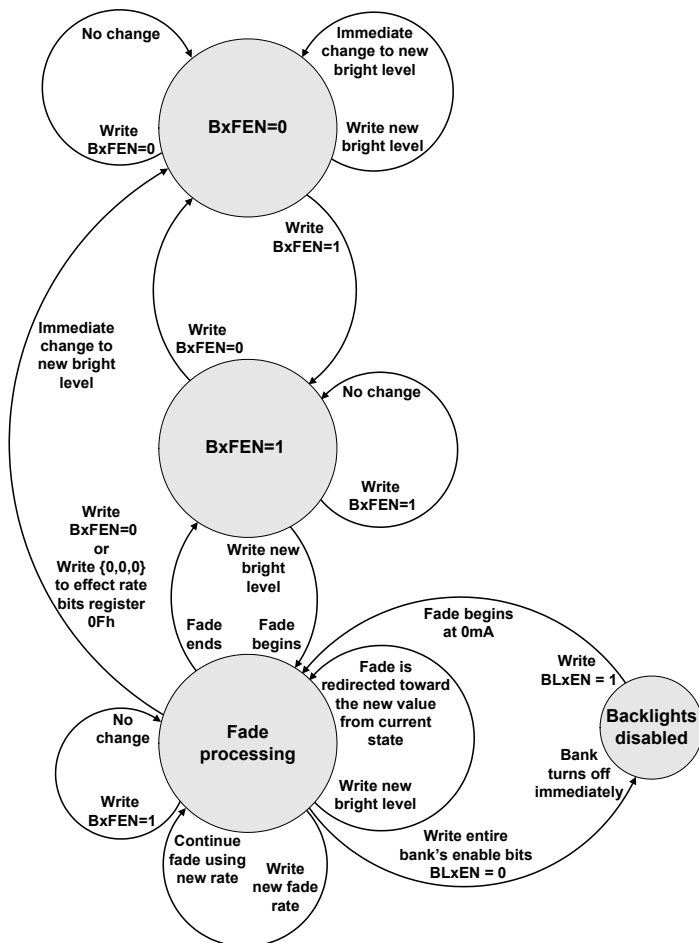 No change
Write
BxFEN=0
BxFEN=0
Immediate
change to new
bright level
Write new
bright level
Write
BxFEN=1
Write
BxFEN=0
Immediate
change to
new bright
level
BxFEN=1
No change
Write
BxFEN=1
Write
BxFEN=0
or
Write {0,0,0}
to effect rate
bits register
0Fh
Write new
bright
level
Fade
ends
Fade
begins
Fade begins
at 0mA
Write
BLxEN = 1
Fade is
redirected toward
the new value
from current
state
Write new
bright level
Fade
processing
Backlights
disabled
No
change
Write
BxFEN=1
Bank
turns off
immediately
Continue
fade using
new rate
Write
new fade
rate
Write entire
bank's enable bits
BLxEN = 0